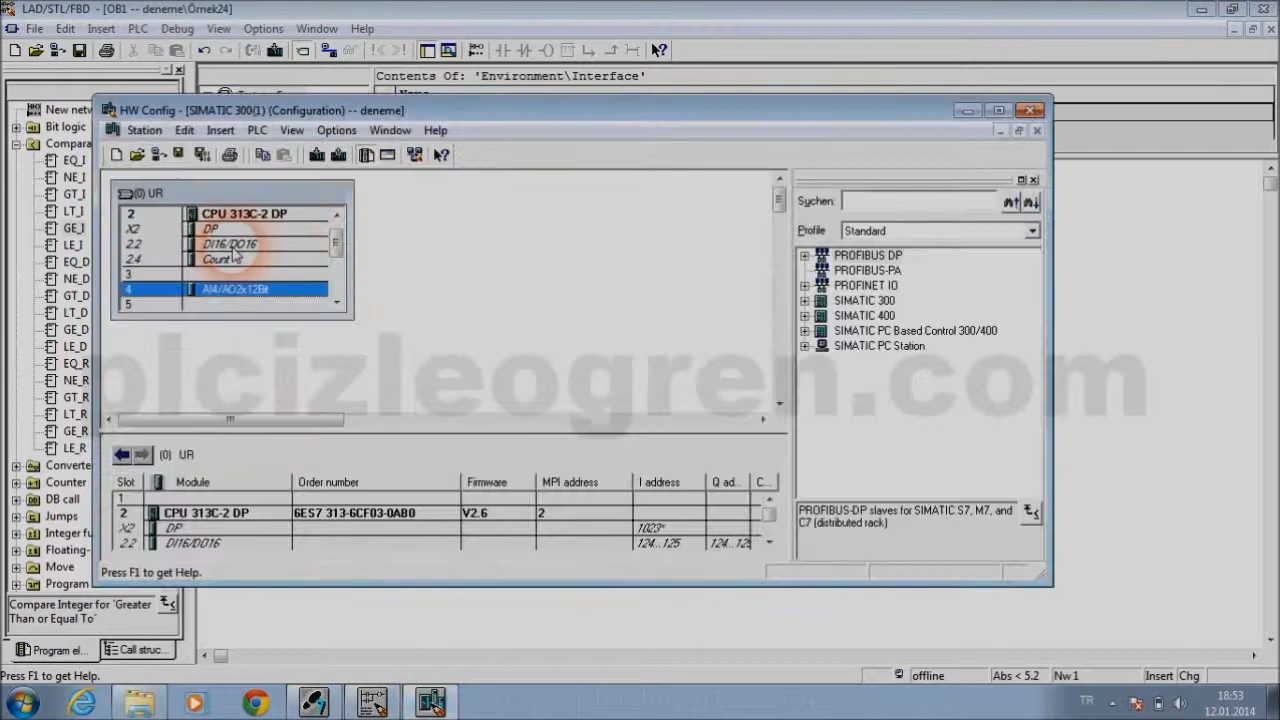 LAD/STL/FBD - [OB1 -- deneme\Örnek24]
File Edit Insert PLC Debug View Options Window Help
Contents Of: 'Environment\Interface'
Name
New netw
Bit logic
Compara
EQ_I
NE_I
GT_I
LT_I
GE_I
LE_I
EQ_D
NE_D
GT_D
LT_D
GE_D
LE_D
EQ_R
NE_R
GT_R
LT_R
GE_R
LE_R
Converte
Counter
DB call
Jumps
Integer fu
Floating-
Move
Program
Compare Integer for 'Greater
Than or Equal To'
Program el...
Call struc...
HW Config - [SIMATIC 300(1) (Configuration) -- deneme]
Station Edit Insert PLC View Options Window Help
(0) UR
2 CPU 313C-2 DP
X2 DP
2.2 DI16/DO16
2.4 Count
3
4 AI4/AO2x12Bit
5
Suchen:
Profile Standard
PROFIBUS DP
PROFIBUS-PA
PROFINET IO
SIMATIC 300
SIMATIC 400
SIMATIC PC Based Control 300/400
SIMATIC PC Station
PROFIBUS-DP slaves for SIMATIC S7, M7, and
C7 (distributed rack)
plcizleogren.com
(0) UR
Slot Module Order number Firmware MPI address I address Q ad... C...
1
2 CPU 313C-2 DP 6ES7 313-6CF03-0AB0 V2.6 2
X2 DP 1023*
2.2 DI16/DO16 124...125 124...12
Press F1 to get Help.
Press F1 to get Help.
offline Abs < 5.2 Nw 1 Insert Chg
TR 18:53
12.01.2014